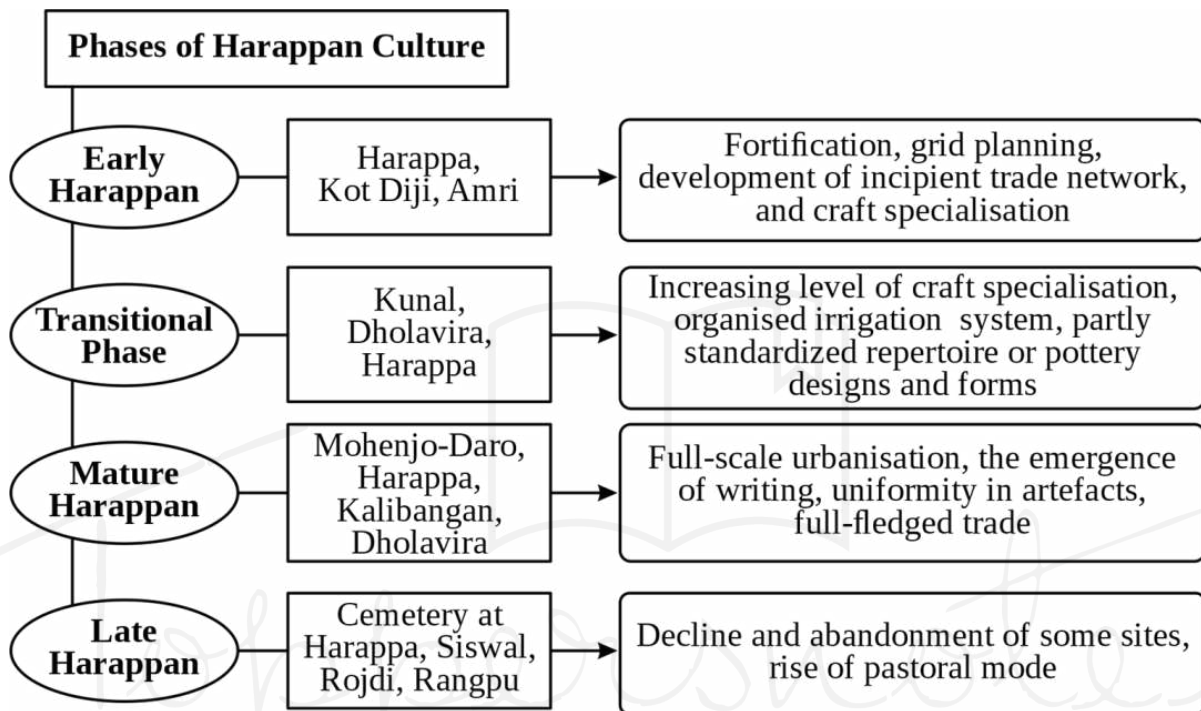 Phases of Harappan Culture
Early
Harappan
Harappa,
Kot Diji, Amri
Fortification, grid planning,
development of incipient trade network,
and craft specialisation
Transitional
Phase
Kunal,
Dholavira,
Harappa
Increasing level of craft specialisation,
organised irrigation system, partly
standardized repertoire or pottery
designs and forms
Mature
Harappan
Mohenjo-Daro,
Harappa,
Kalibangan,
Dholavira
Full-scale urbanisation, the emergence
of writing, uniformity in artefacts,
full-fledged trade
Late
Harappan
Cemetery at
Harappa, Siswal,
Rojdi, Rangpu
Decline and abandonment of some sites,
rise of pastoral mode